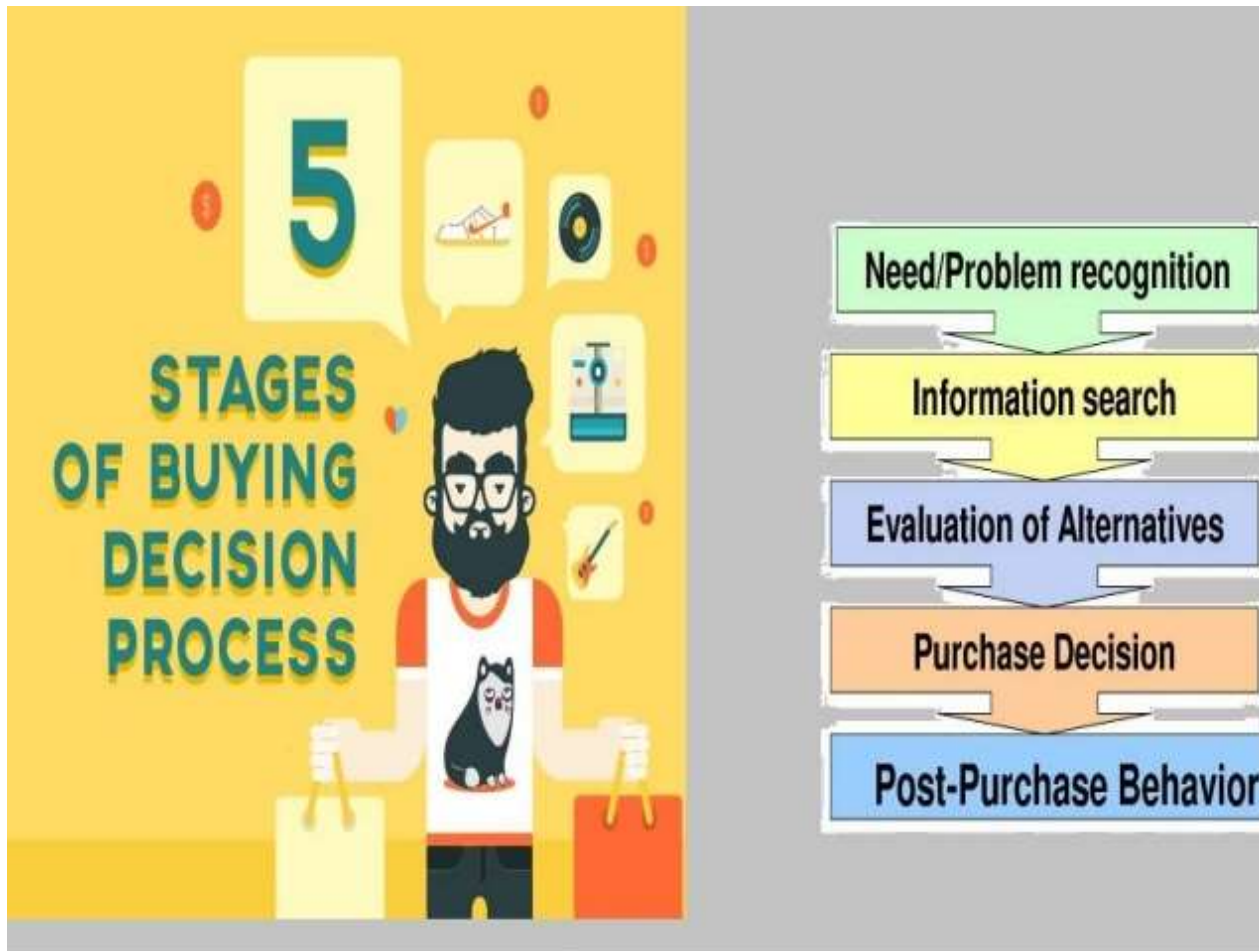 5
STAGES
OF BUYING
DECISION
PROCESS
Need/Problem recognition
Information search
Evaluation of Alternatives
Purchase Decision
Post-Purchase Behavior